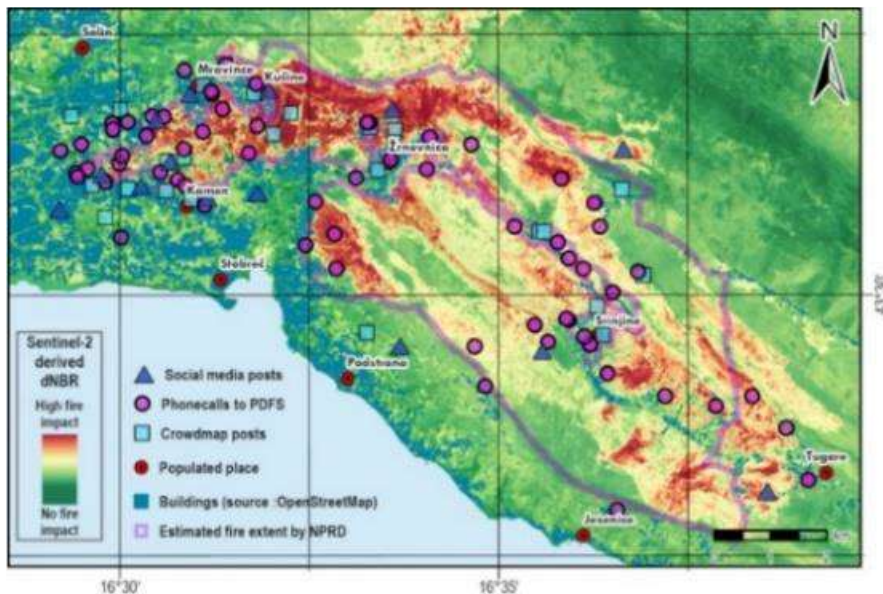 Solin
N
Mravince
Kučine
Žrnovnica
Kamen
Stobreč
Srinjine
Podstrana
Tugare
Jesenice
Sentinel-2
derived
dNBR
High fire
impact
No fire
impact
Social media posts
Phonecalls to PDFS
Crowdmap posts
Populated place
Buildings (source :OpenStreetMap)
Estimated fire extent by NPRD
16°30'
16°35'